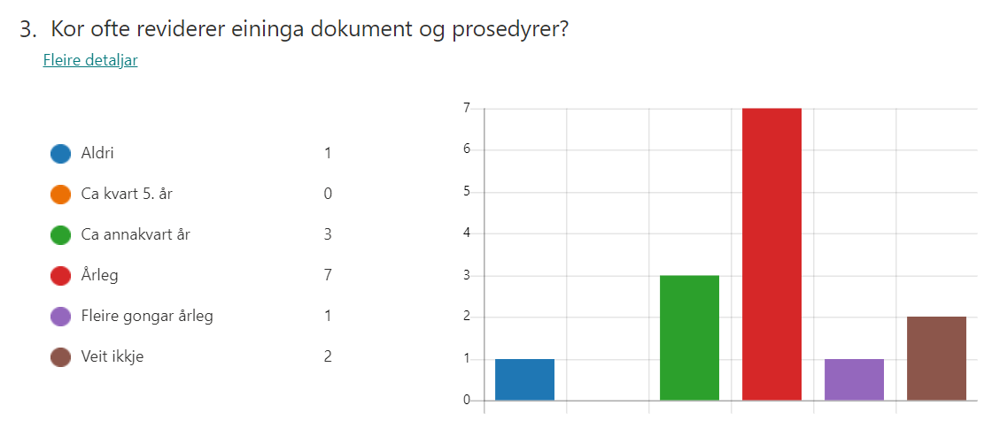 3. Kor ofte reviderer eininga dokument og prosedyrer?
Fleire detaljar
Aldri 1
Ca kvart 5. år 0
Ca annakvart år 3
Årleg 7
Fleire gongar årleg 1
Veit ikkje 2
7
6
5
4
3
2
1
0